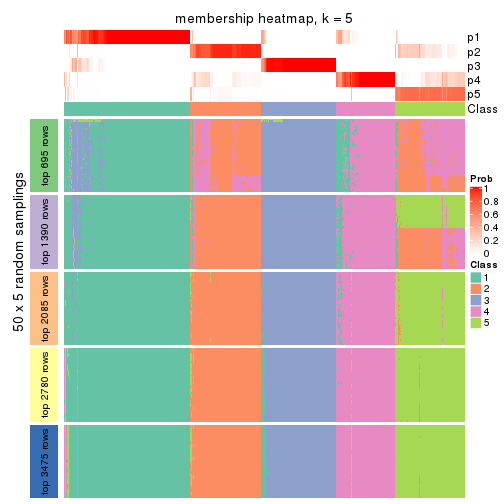 membership heatmap, k = 5
p1
p2
p3
p4
p5
Class
50 x 5 random samplings
top 695 rows
top 1390 rows
top 2085 rows
top 2780 rows
top 3475 rows
Prob
1
0.8
0.6
0.4
0.2
0
Class
1
2
3
4
5